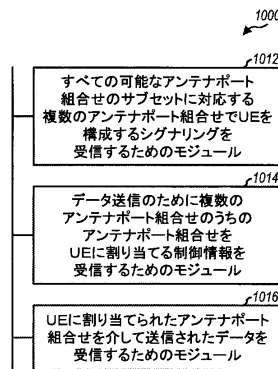 1000
1012
すべての可能なアンテナポート
組合せのサブセットに対応する
複数のアンテナポート組合せでUEを
構成するシグナリングを
受信するためのモジュール
1014
データ送信のために複数の
アンテナポート組合せのうちの
アンテナポート組合せを
UEに割り当てる制御情報を
受信するためのモジュール
1016
UEに割り当てられたアンテナポート
組合せを介して送信されたデータを
受信するためのモジュール